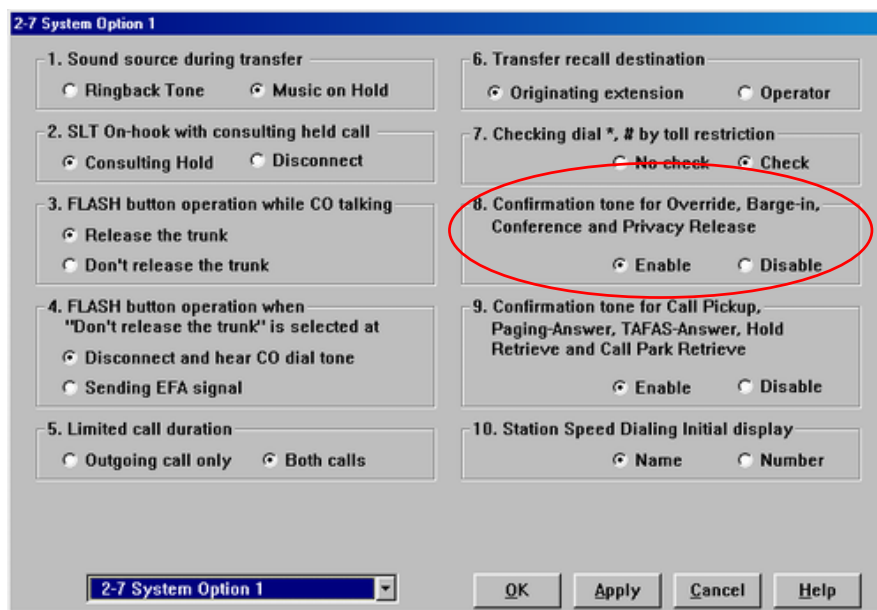 2-7 System Option 1
1. Sound source during transfer
Ringback Tone Music on Hold
2. SLT On-hook with consulting held call
Consulting Hold Disconnect
3. FLASH button operation while CO talking
Release the trunk
Don't release the trunk
4. FLASH button operation when
"Don't release the trunk" is selected at
Disconnect and hear CO dial tone
Sending EFA signal
5. Limited call duration
Outgoing call only Both calls
6. Transfer recall destination
Originating extension Operator
7. Checking dial *, # by toll restriction
No check Check
8. Confirmation tone for Override, Barge-in,
Conference and Privacy Release
Enable Disable
9. Confirmation tone for Call Pickup,
Paging-Answer, TAFAS-Answer, Hold
Retrieve and Call Park Retrieve
Enable Disable
10. Station Speed Dialing Initial display
Name Number
2-7 System Option 1
OK Apply Cancel Help